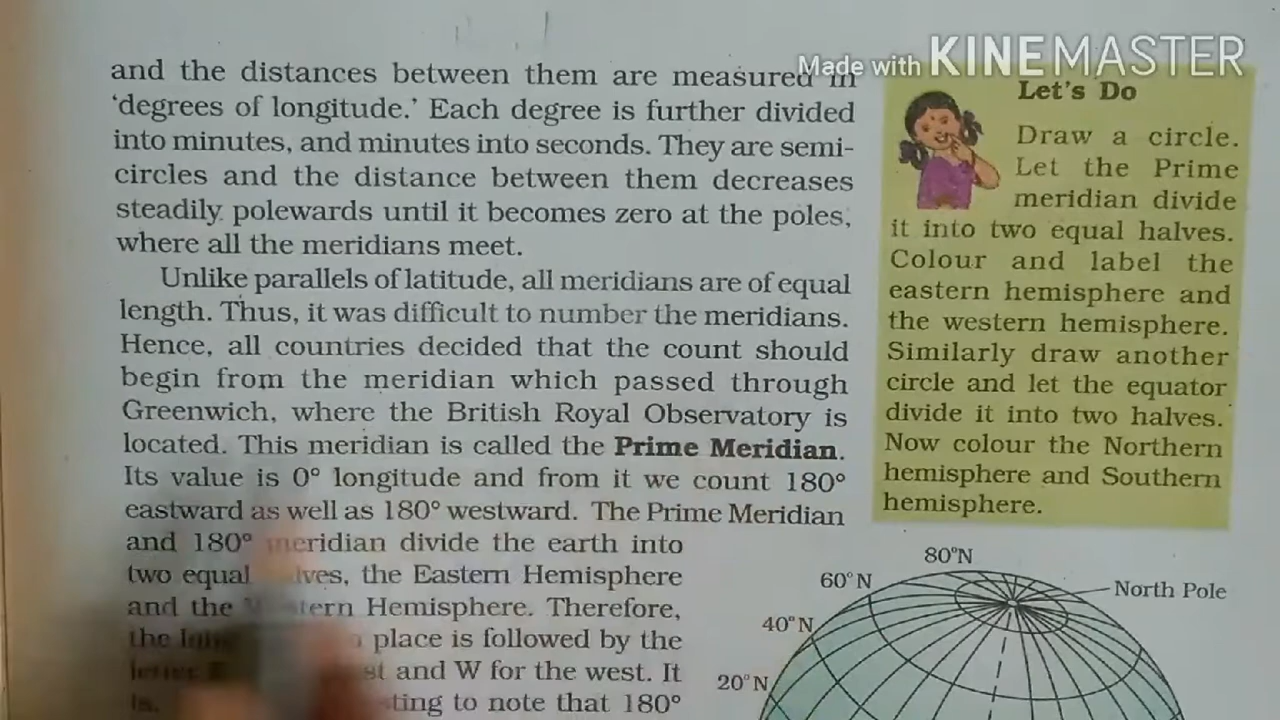 Made with KINEMASTER
and the distances between them are measured in
‘degrees of longitude.’ Each degree is further divided
into minutes, and minutes into seconds. They are semi-
circles and the distance between them decreases
steadily polewards until it becomes zero at the poles,
where all the meridians meet.
Unlike parallels of latitude, all meridians are of equal
length. Thus, it was difficult to number the meridians.
Hence, all countries decided that the count should
begin from the meridian which passed through
Greenwich, where the British Royal Observatory is
located. This meridian is called the Prime Meridian.
Its value is 0° longitude and from it we count 180°
eastward as well as 180° westward. The Prime Meridian
and 180° meridian divide the earth into
two equal the Eastern Hemisphere
and the Hemisphere. Therefore,
the place is followed by the
and W for the west. It
to note that 180°
Let's Do
Draw a circle.
Let the Prime
meridian divide
it into two equal halves.
Colour and label the
eastern hemisphere and
the western hemisphere.
Similarly draw another
circle and let the equator
divide it into two halves.
Now colour the Northern
hemisphere and Southern
hemisphere.
80°N
60°N
North Pole
40°N
20°N